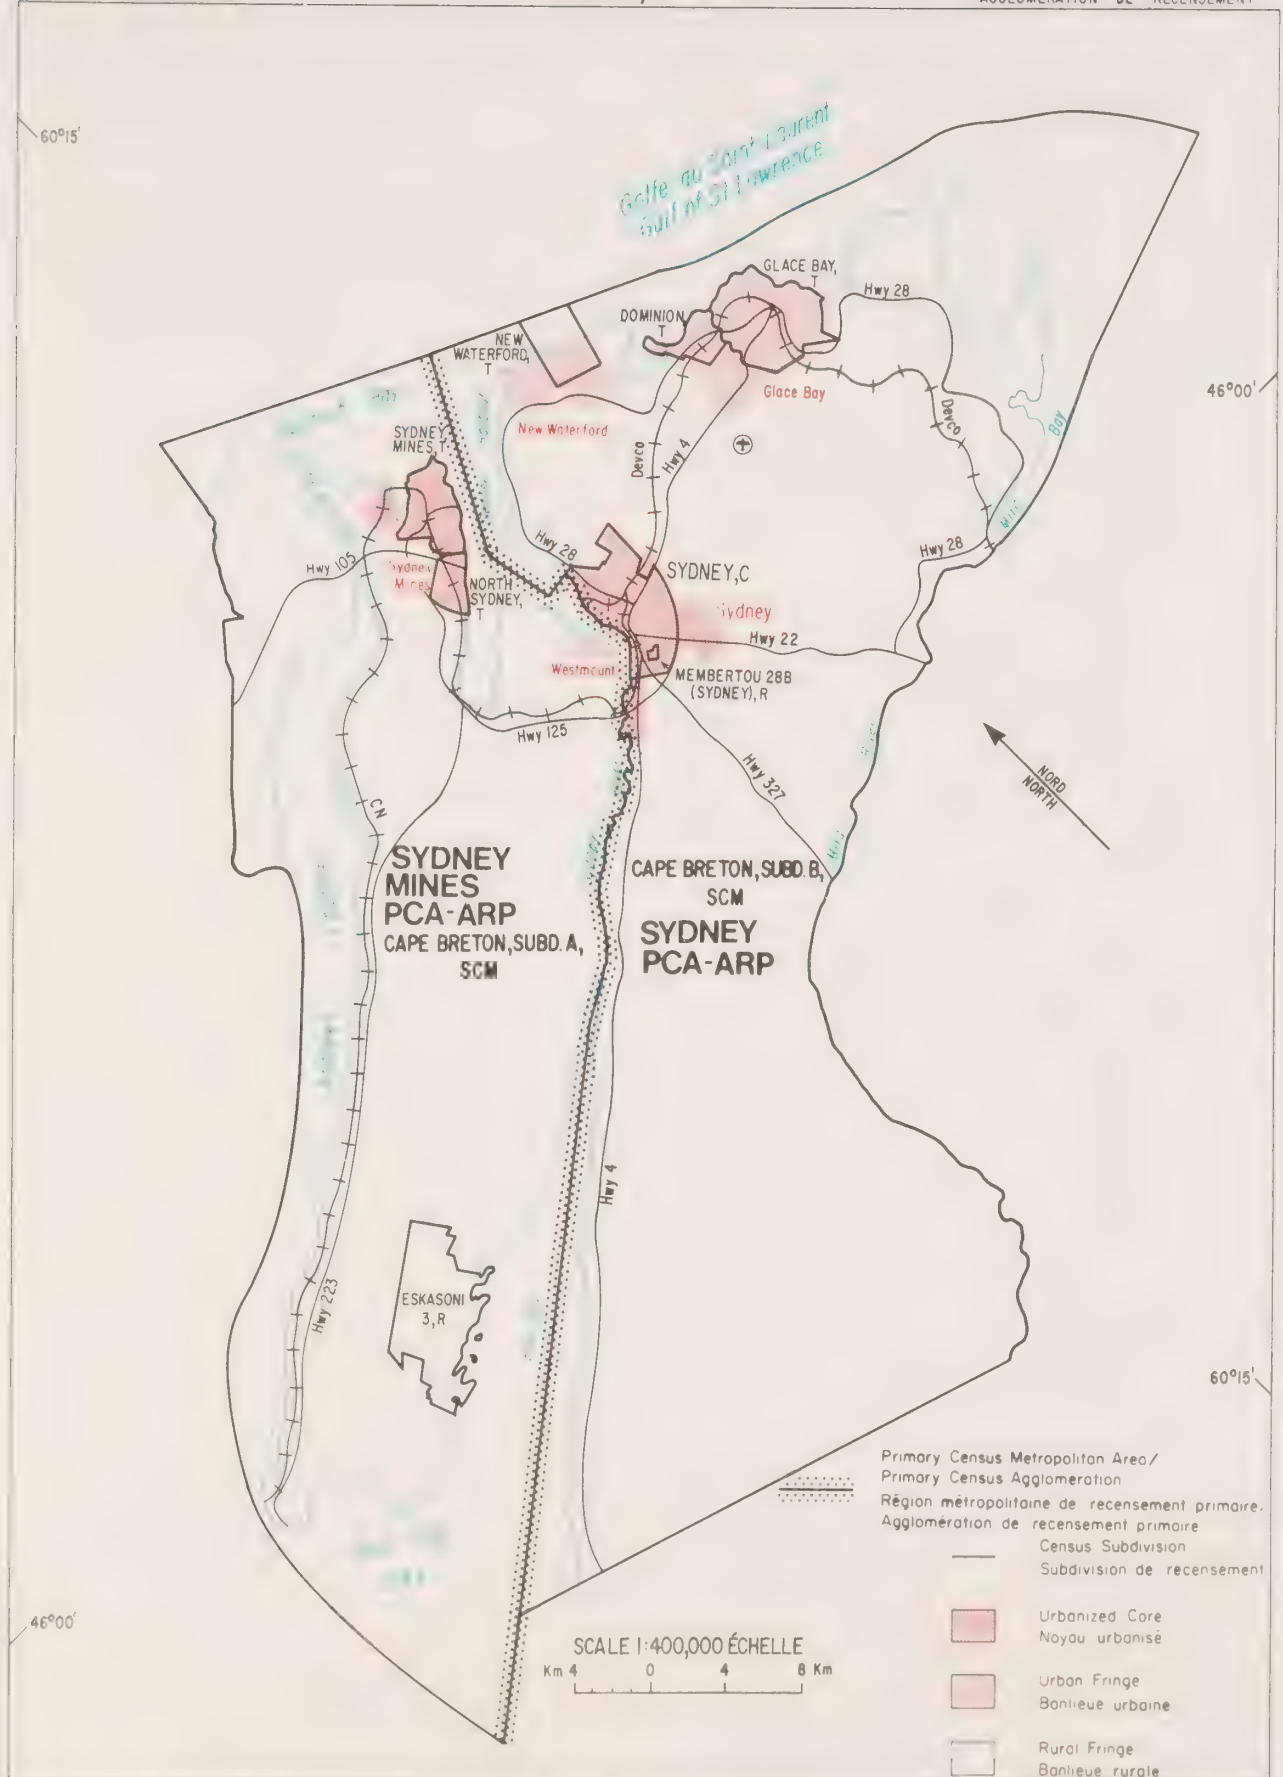 AGGLOMÉRATION DE RECENSEMENT
60°15'
Golfe du Saint Laurent
Gulf of St Lawrence
GLACE BAY,
T
Hwy 28
DOMINION
T
NEW
WATERFORD,
T
46°00'
Glace Bay
Devco
Bay
New Waterford
SYDNEY
MINES, T
Devco
Hwy 4
Hwy 28
Hwy 28
Hwy 105
Sydney
Mines
NORTH
SYDNEY,
T
SYDNEY, C
Sydney
Hwy 22
Westmount
MEMBERTOU 28B
(SYDNEY), R
Hwy 125
Hwy 327
NORD
NORTH
CN
SYDNEY
MINES
PCA-ARP
CAPE BRETON, SUBD. A,
SCM
CAPE BRETON, SUBD. B,
SCM
SYDNEY
PCA-ARP
Hwy 4
Hwy 223
ESKASONI
3, R
60°15'
Primary Census Metropolitan Area/
Primary Census Agglomeration
Région métropolitaine de recensement primaire.
Agglomération de recensement primaire
Census Subdivision
Subdivision de recensement
46°00'
SCALE 1:400,000 ÉCHELLE
Km 4 0 4 8 Km
Urbanized Core
Noyau urbanisé
Urban Fringe
Banlieue urbaine
Rural Fringe
Banlieue rurale